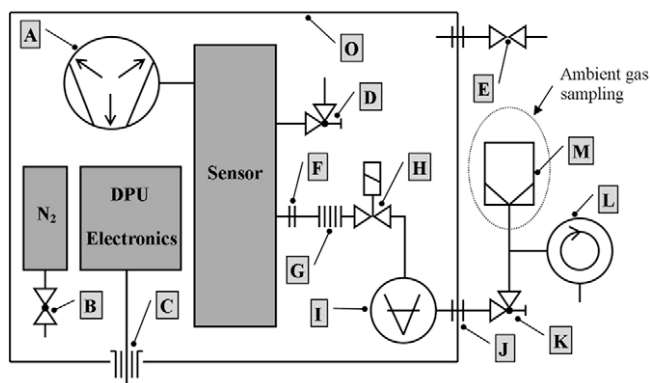 A
O
E
Ambient gas
sampling
D
M
Sensor
F
H
N2
DPU
Electronics
L
G
B
C
I
J
K